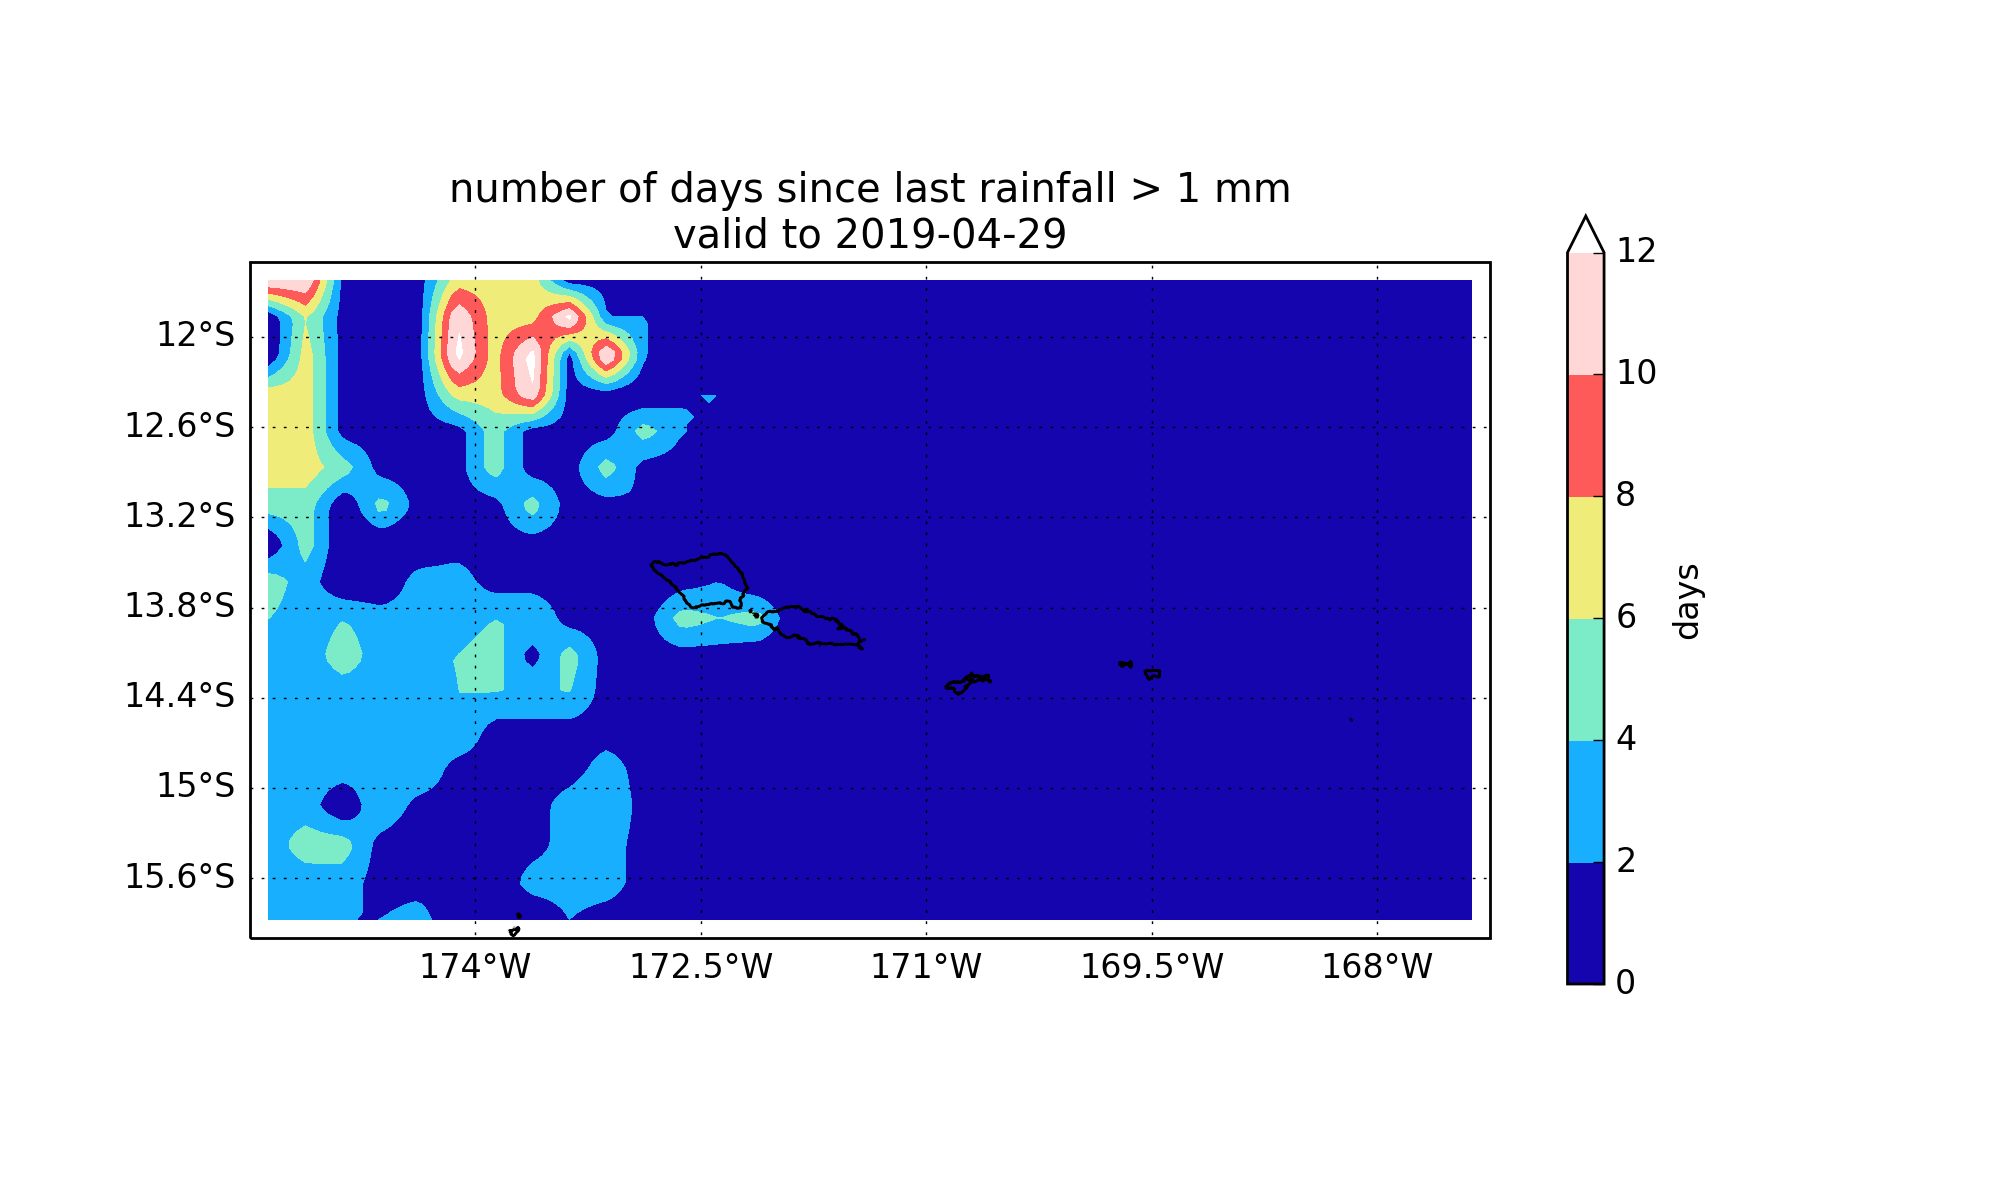 number of days since last rainfall > 1 mm
valid to 2019-04-29
12°S
12.6°S
13.2°S
13.8°S
14.4°S
15°S
15.6°S
174°W
172.5°W
171°W
169.5°W
168°W
12
10
8
6
4
2
0
days